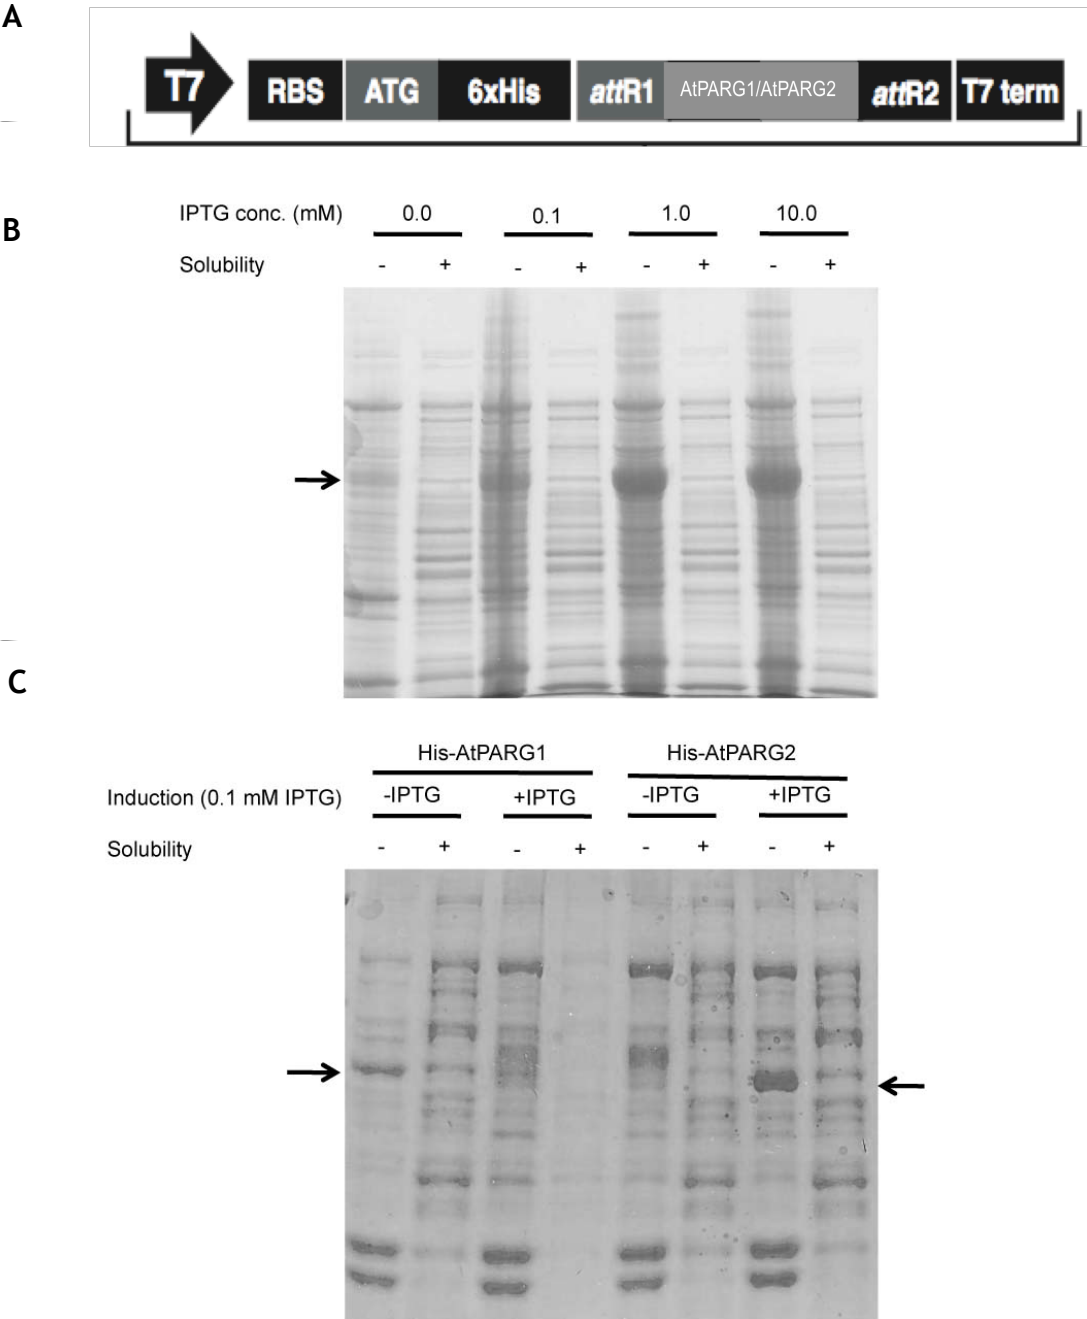 A
T7 RBS ATG 6xHis attR1 AtPARG1/AtPARG2 attR2 T7 term
B
IPTG conc. (mM) 0.0 0.1 1.0 10.0
Solubility - + - + - + - +
C
His-AtPARG1 His-AtPARG2
Induction (0.1 mM IPTG) -IPTG +IPTG -IPTG +IPTG
Solubility - + - + - + - +